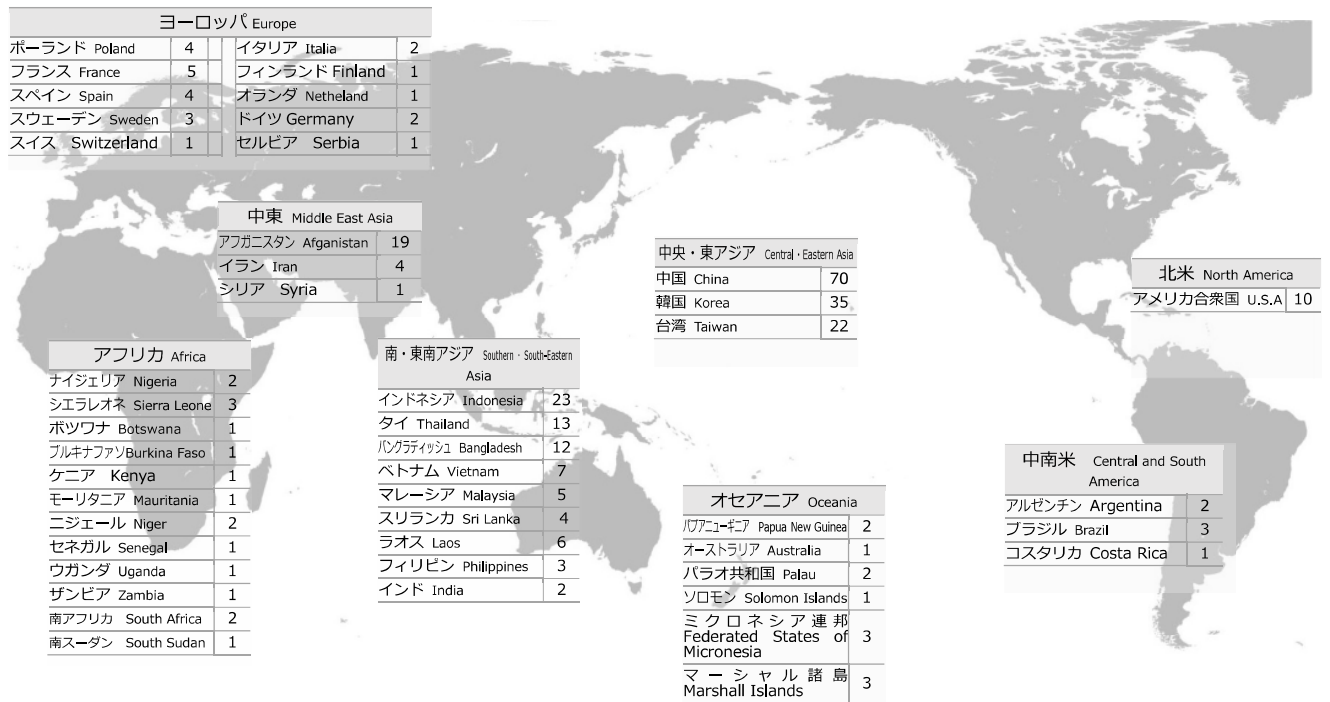 ヨーロッパ Europe
ポーランド Poland 4 イタリア Italia 2
フランス France 5 フィンランド Finland 1
スペイン Spain 4 オランダ Netheland 1
スウェーデン Sweden 3 ドイツ Germany 2
スイス Switzerland 1 セルビア Serbia 1
中東 Middle East Asia
アフガニスタン Afganistan 19
イラン Iran 4
シリア Syria 1
中央・東アジア Central・Eastern Asia
中国 China 70
韓国 Korea 35
台湾 Taiwan 22
北米 North America
アメリカ合衆国 U.S.A 10
アフリカ Africa
ナイジェリア Nigeria 2
シエラレオネ Sierra Leone 3
ボツワナ Botswana 1
ブルキナファソBurkina Faso 1
ケニア Kenya 1
モーリタニア Mauritania 1
ニジェール Niger 2
セネガル Senegal 1
ウガンダ Uganda 1
ザンビア Zambia 1
南アフリカ South Africa 2
南スーダン South Sudan 1
南・東南アジア Southern・South-Eastern
Asia
インドネシア Indonesia 23
タイ Thailand 13
バングラディッシュ Bangladesh 12
ベトナム Vietnam 7
マレーシア Malaysia 5
スリランカ Sri Lanka 4
ラオス Laos 6
フィリピン Philippines 3
インド India 2
オセアニア Oceania
パプアニューギニア Papua New Guinea 2
オーストラリア Australia 1
パラオ共和国 Palau 2
ソロモン Solomon Islands 1
ミクロネシア連邦
Federated States of 3
Micronesia
マーシャル諸島
Marshall Islands 3
中南米 Central and South
America
アルゼンチン Argentina 2
ブラジル Brazil 3
コスタリカ Costa Rica 1